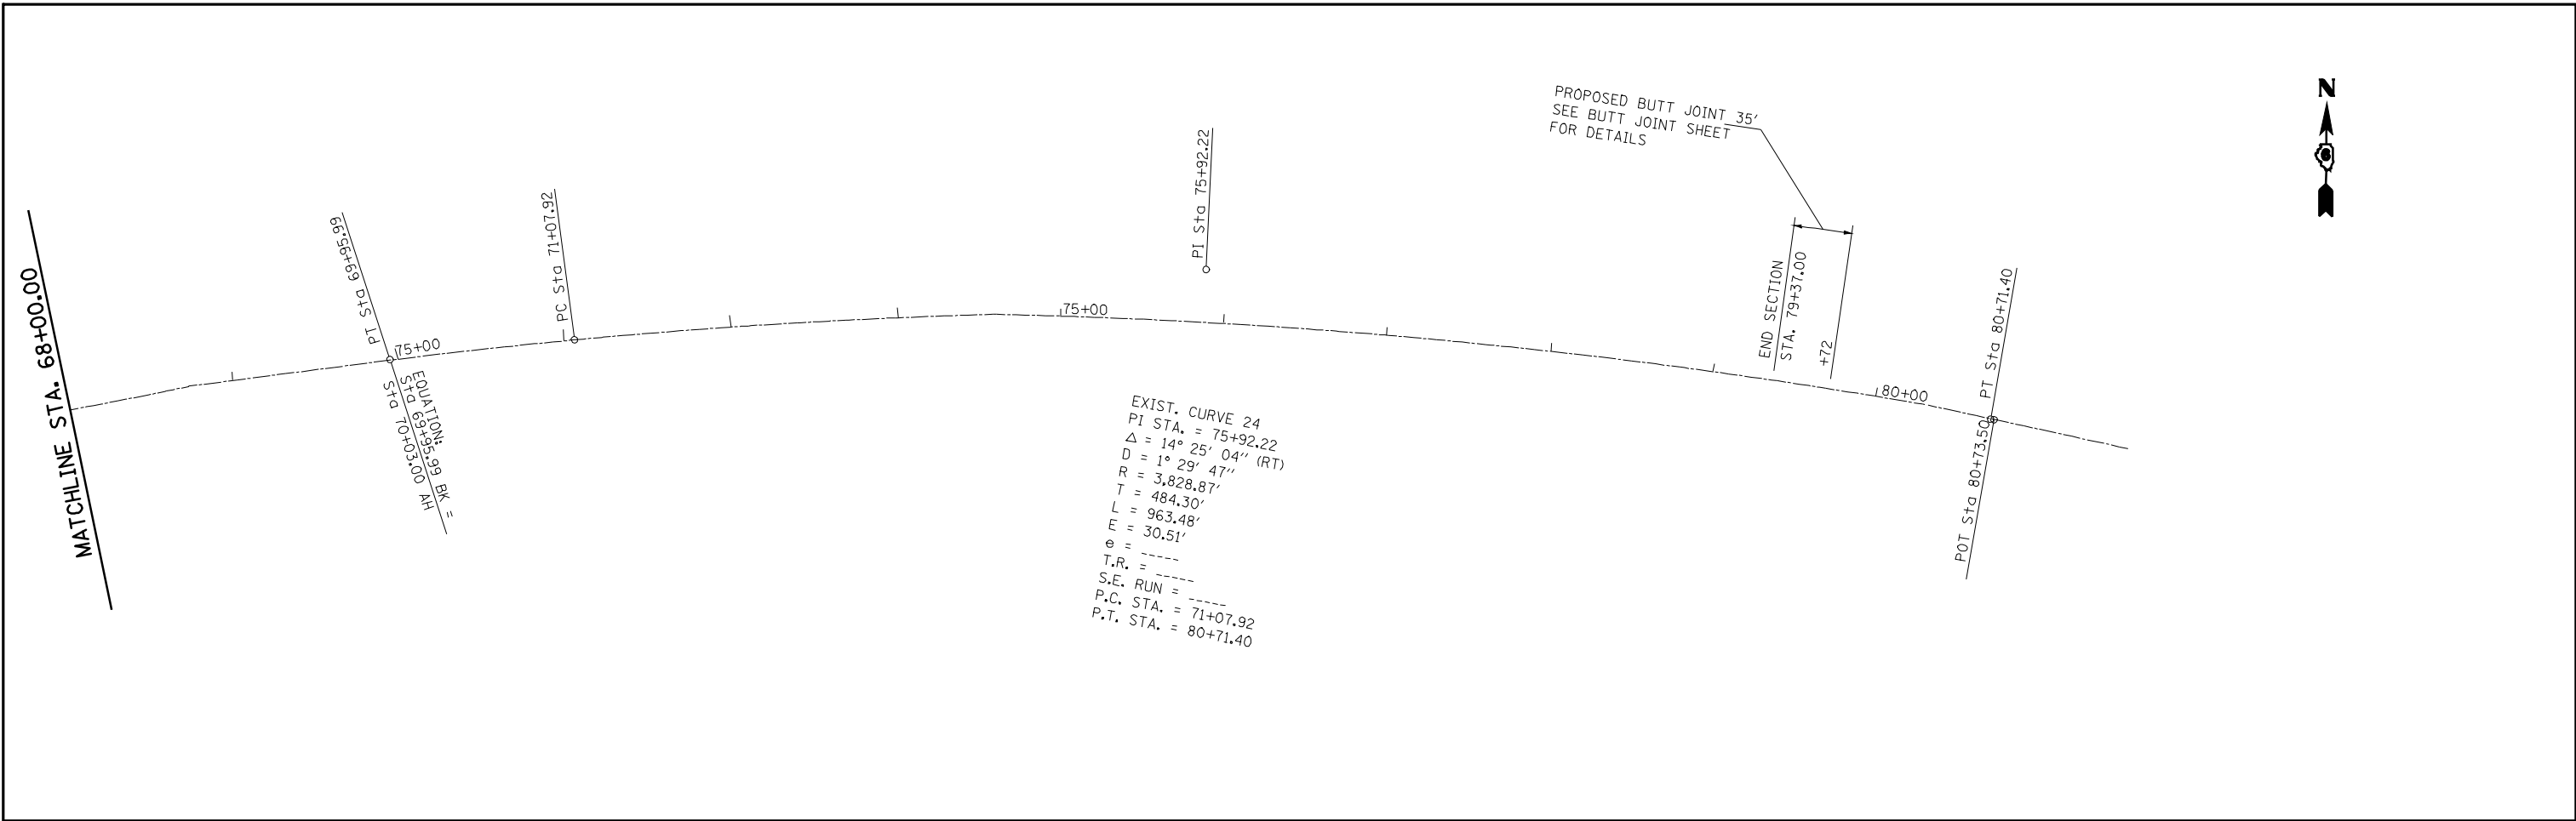 MATCHLINE STA. 68+00.00
PT Sta 69+95.99
75+00
EQUATION:
Sta 69+95.99 BK =
Sta 70+03.00 AH
PC Sta 71+07.92
75+00
PI Sta 75+92.22
EXIST. CURVE 24
PI STA. = 75+92.22
Δ = 14° 25' 04" (RT)
D = 1° 29' 47"
R = 3,828.87'
T = 484.30'
L = 963.48'
E = 30.51'
e = _____
T.R. = _____
S.E. RUN = _____
P.C. STA. = 71+07.92
P.T. STA. = 80+71.40
PROPOSED BUTT JOINT 35'
SEE BUTT JOINT SHEET
FOR DETAILS
END SECTION
STA. 79+37.00
+72
80+00
PT Sta 80+71.40
POT Sta 80+73.50
N